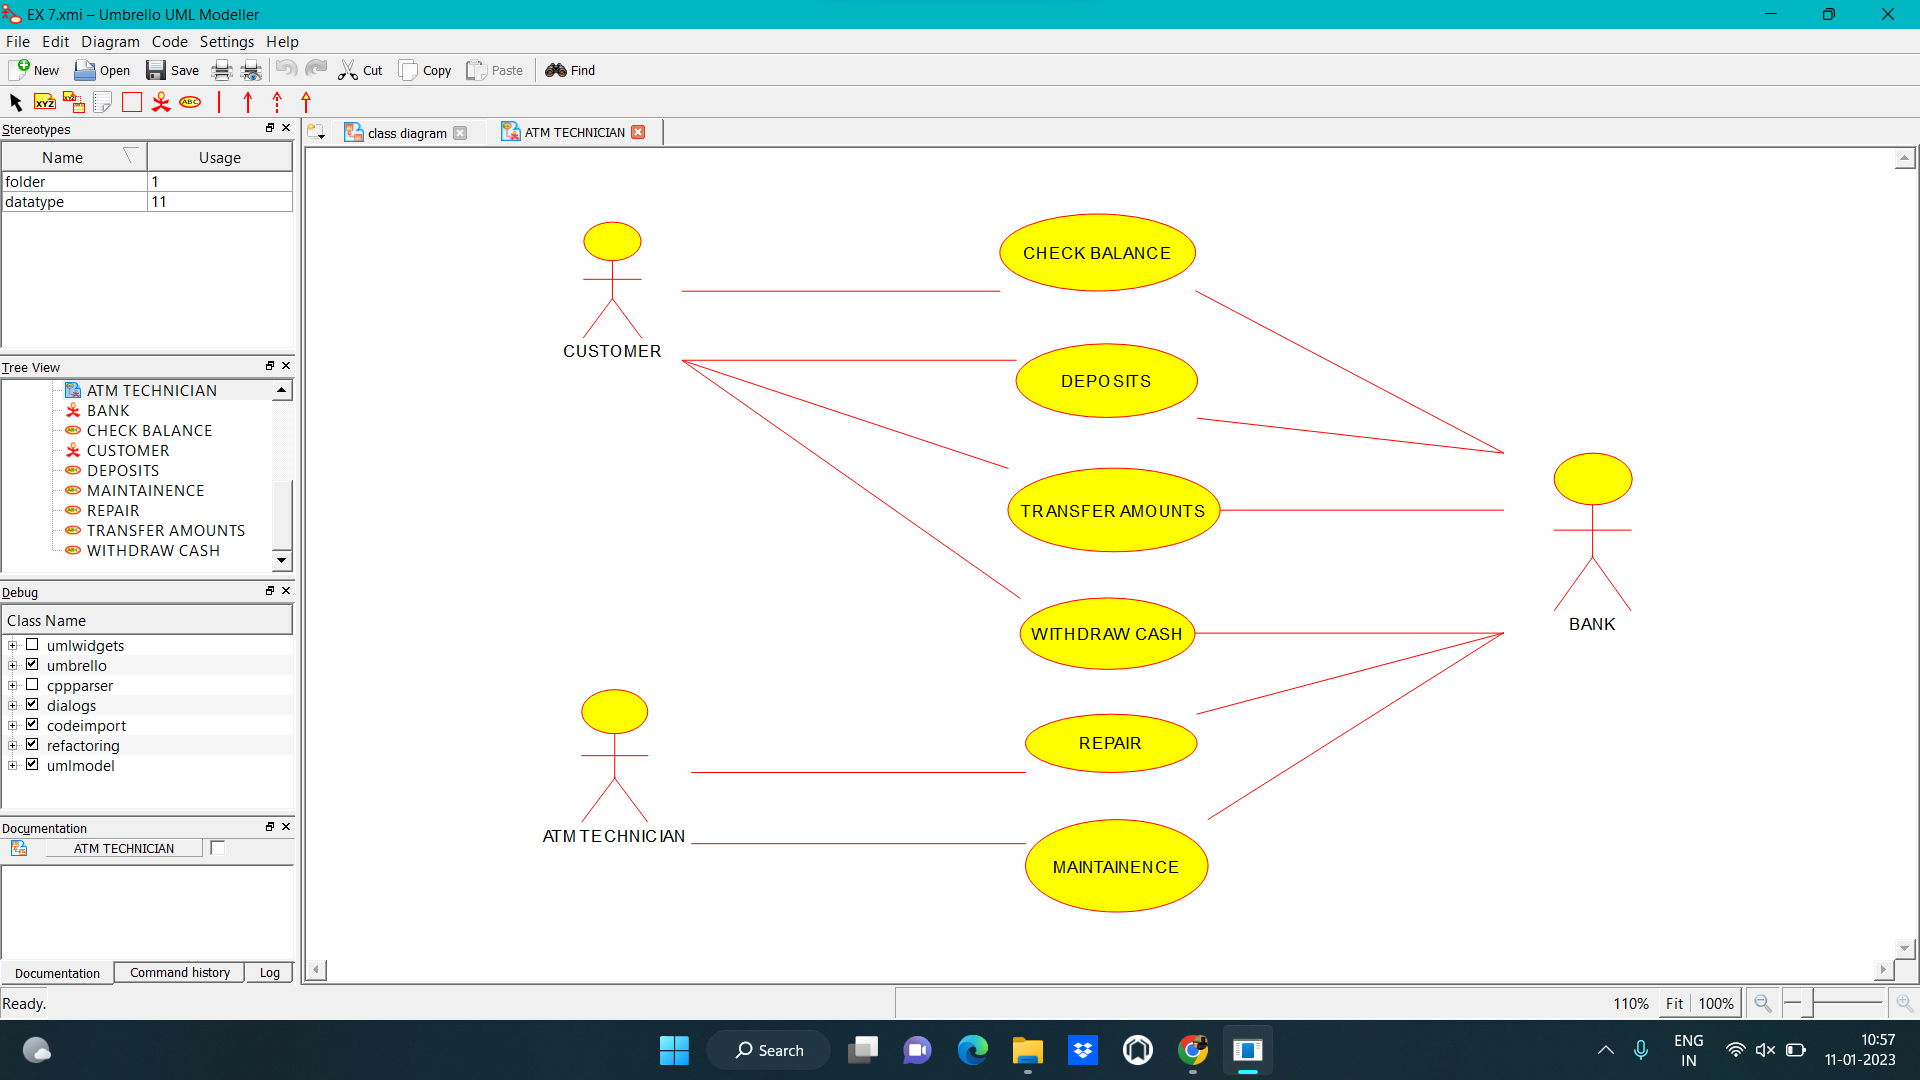 EX 7.xmi – Umbrello UML Modeller
File Edit Diagram Code Settings Help
New Open Save Cut Copy Paste Find
XYZ XYZ ABC
Stereotypes
Name Usage
folder 1
datatype 11
Tree View
ATM TECHNICIAN
BANK
CHECK BALANCE
CUSTOMER
DEPOSITS
MAINTAINENCE
REPAIR
TRANSFER AMOUNTS
WITHDRAW CASH
Debug
Class Name
umlwidgets
umbrello
cppparser
dialogs
codeimport
refactoring
umlmodel
Documentation
ATM TECHNICIAN
Documentation Command history Log
class diagram ATM TECHNICIAN
CHECK BALANCE
CUSTOMER
DEPOSITS
TRANSFER AMOUNTS
BANK
WITHDRAW CASH
REPAIR
ATM TECHNICIAN
MAINTAINENCE
Ready.
110% Fit 100%
Search
ENG
IN
10:57
11-01-2023